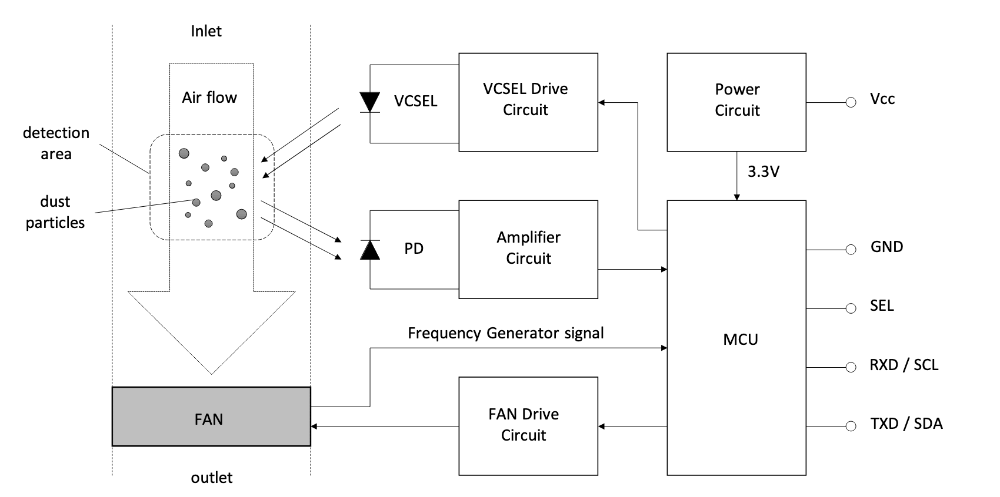 Inlet
Air flow
detection
area
dust
particles
FAN
outlet
VCSEL
VCSEL Drive
Circuit
PD
Amplifier
Circuit
Frequency Generator signal
FAN Drive
Circuit
Power
Circuit
3.3V
MCU
Vcc
GND
SEL
RXD / SCL
TXD / SDA